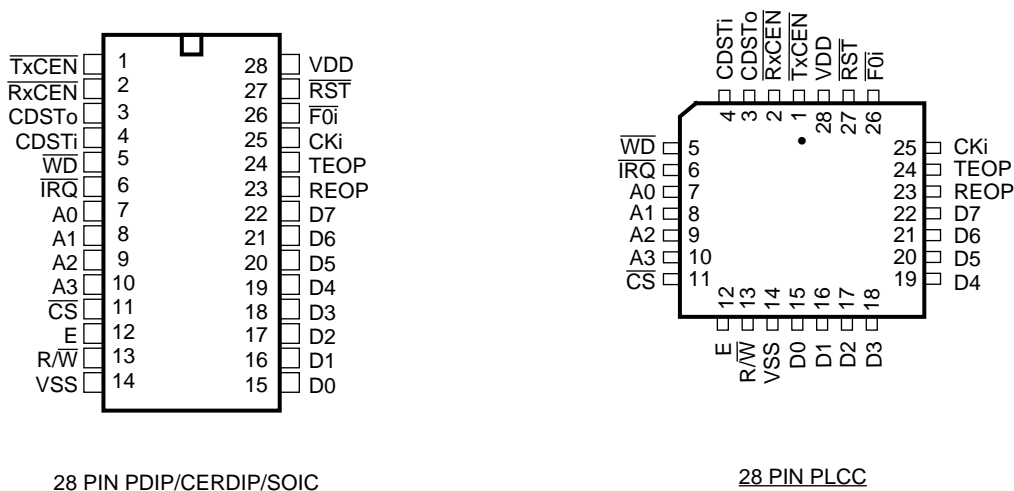 TxCEN 1 28 VDD
RxCEN 2 27 RST
CDSTo 3 26 F0i
CDSTi 4 25 CKi
WD 5 24 TEOP
IRQ 6 23 REOP
A0 7 22 D7
A1 8 21 D6
A2 9 20 D5
A3 10 19 D4
CS 11 18 D3
E 12 17 D2
R/W 13 16 D1
VSS 14 15 D0
28 PIN PDIP/CERDIP/SOIC
CDSTi CDSTo RxCEN TxCEN VDD RST F0i
4 3 2 1 28 27 26
WD 5 25 CKi
IRQ 6 24 TEOP
A0 7 23 REOP
A1 8 22 D7
A2 9 21 D6
A3 10 20 D5
CS 11 19 D4
12 13 14 15 16 17 18
E R/W VSS D0 D1 D2 D3
28 PIN PLCC